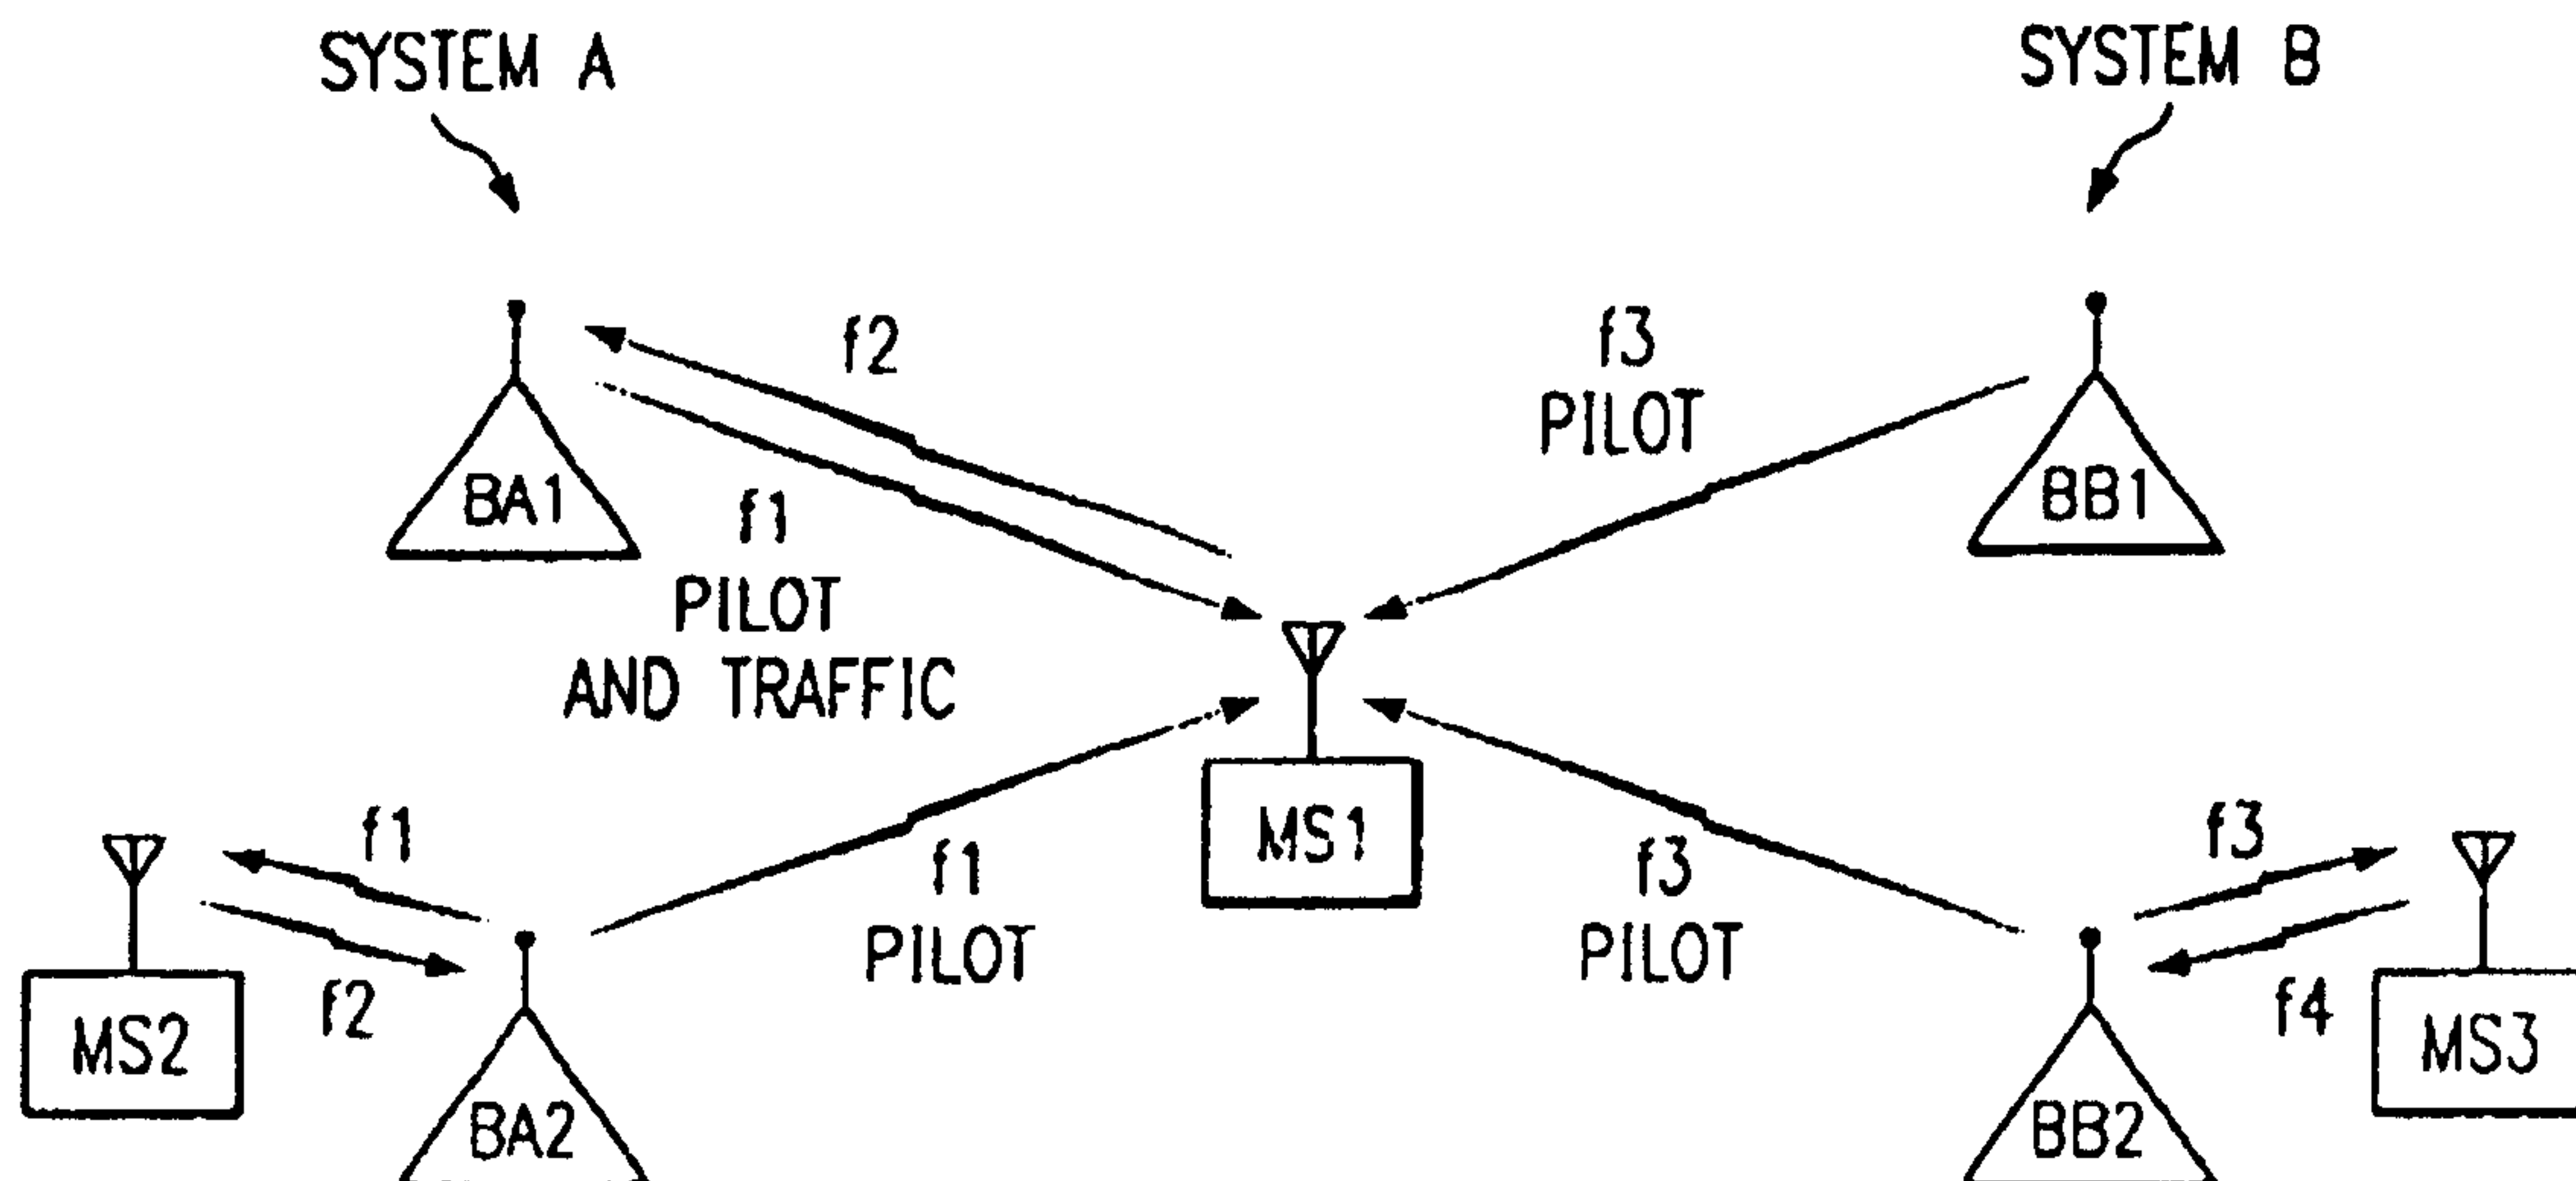 SYSTEM A
SYSTEM B
f2
f3
PILOT
BA1
f1
PILOT
AND TRAFFIC
BB1
MS1
f1
f2
MS2
BA2
f1
PILOT
f3
PILOT
f3
f4
MS3
BB2